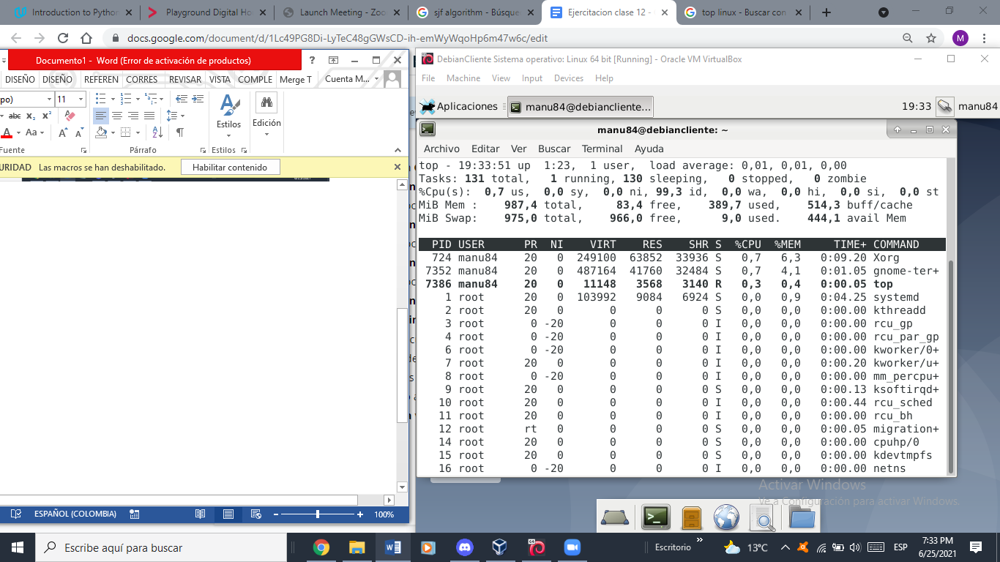 Introduction to Python
Playground Digital Ho
Launch Meeting - Zoo
sjf algorithm - Búsque
Ejercitacion clase 12 -
top linux - Buscar con
docs.google.com/document/d/1Lc49PG8Di-LyTeC48gGWsCD-ih-emWyWqoHp6m47w6c/edit
M
Documento1 - Word (Error de activación de productos)
DISEÑO DISEÑO REFEREN CORRES REVISAR VISTA COMPLE Merge T Cuenta M...
po) 11
abc x₂ x²
A Aa A A
Estilos
Edición
Fuente Párrafo Estilos
URIDAD Las macros se han deshabilitado. Habilitar contenido
ESPAÑOL (COLOMBIA) 100%
DebianCliente Sistema operativo: Linux 64 bit [Running] - Oracle VM VirtualBox
File Machine View Input Devices Help
Aplicaciones manu84@debiancliente... 19:33 manu84
manu84@debiancliente: ~
Archivo Editar Ver Buscar Terminal Ayuda
top - 19:33:51 up 1:23, 1 user, load average: 0,01, 0,01, 0,00
Tasks: 131 total, 1 running, 130 sleeping, 0 stopped, 0 zombie
%Cpu(s): 0,7 us, 0,0 sy, 0,0 ni, 99,3 id, 0,0 wa, 0,0 hi, 0,0 si, 0,0 st
MiB Mem : 987,4 total, 83,4 free, 389,7 used, 514,3 buff/cache
MiB Swap: 975,0 total, 966,0 free, 9,0 used. 444,1 avail Mem
PID USER PR NI VIRT RES SHR S %CPU %MEM TIME+ COMMAND
724 manu84 20 0 249100 63852 33936 S 0,7 6,3 0:09.20 Xorg
7352 manu84 20 0 487164 41760 32484 S 0,7 4,1 0:01.05 gnome-ter+
7386 manu84 20 0 11148 3568 3140 R 0,3 0,4 0:00.05 top
1 root 20 0 103992 9084 6924 S 0,0 0,9 0:04.25 systemd
2 root 20 0 0 0 0 S 0,0 0,0 0:00.00 kthreadd
3 root 0 -20 0 0 0 I 0,0 0,0 0:00.00 rcu_gp
4 root 0 -20 0 0 0 I 0,0 0,0 0:00.00 rcu_par_gp
6 root 0 -20 0 0 0 I 0,0 0,0 0:00.00 kworker/0+
7 root 20 0 0 0 0 I 0,0 0,0 0:00.20 kworker/u+
8 root 0 -20 0 0 0 I 0,0 0,0 0:00.00 mm_percpu+
9 root 20 0 0 0 0 S 0,0 0,0 0:00.13 ksoftirqd+
10 root 20 0 0 0 0 I 0,0 0,0 0:00.44 rcu_sched
11 root 20 0 0 0 0 I 0,0 0,0 0:00.00 rcu_bh
12 root rt 0 0 0 0 S 0,0 0,0 0:00.05 migration+
14 root 20 0 0 0 0 S 0,0 0,0 0:00.00 cpuhp/0
15 root 20 0 0 0 0 S 0,0 0,0 0:00.00 kdevtmpfs
16 root 0 -20 0 0 0 I 0,0 0,0 0:00.00 netns
Activar Windows
Ve a Configuración para activar Windows.
Escribe aquí para buscar
Escritorio
13°C
ESP
7:33 PM
6/25/2021